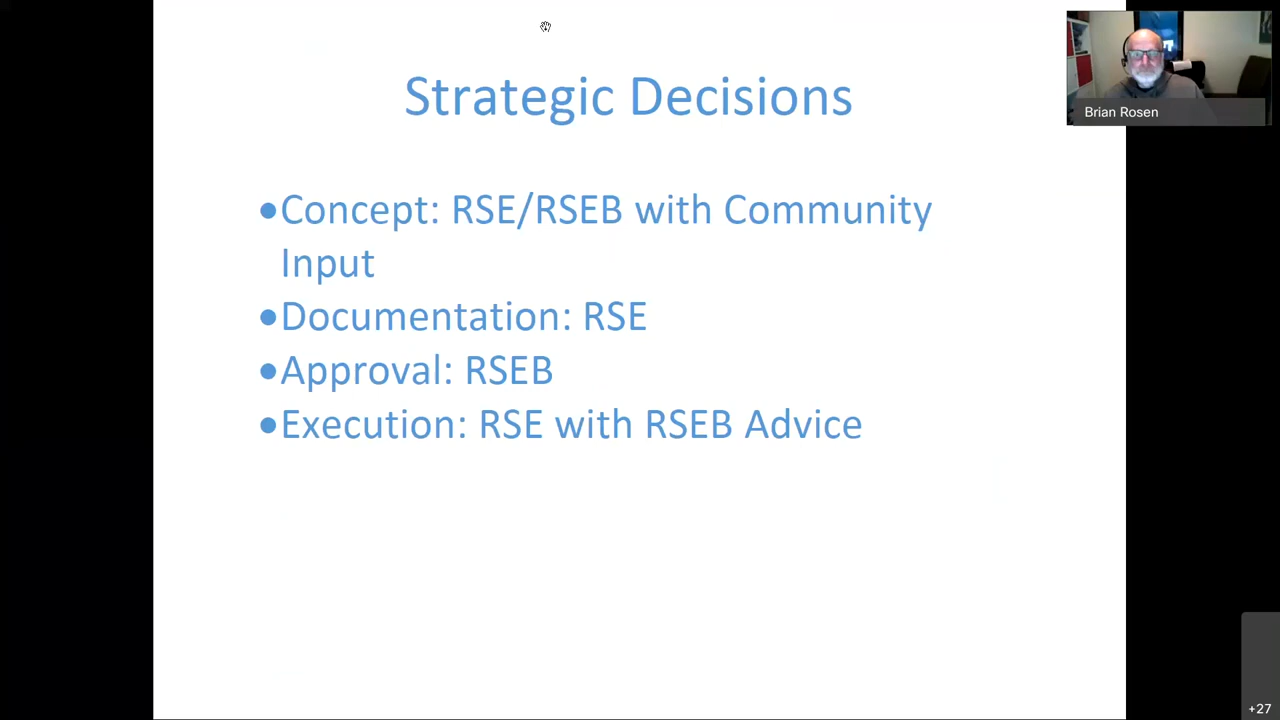 Strategic Decisions
•Concept: RSE/RSEB with Community
Input
•Documentation: RSE
•Approval: RSEB
•Execution: RSE with RSEB Advice
Brian Rosen
+27